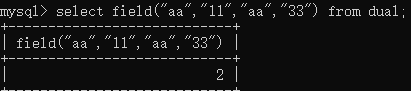 mysql> select field("aa","11","aa","33") from dual;
+----------------------------+
| field("aa","11","aa","33") |
+----------------------------+
|                          2 |
+----------------------------+